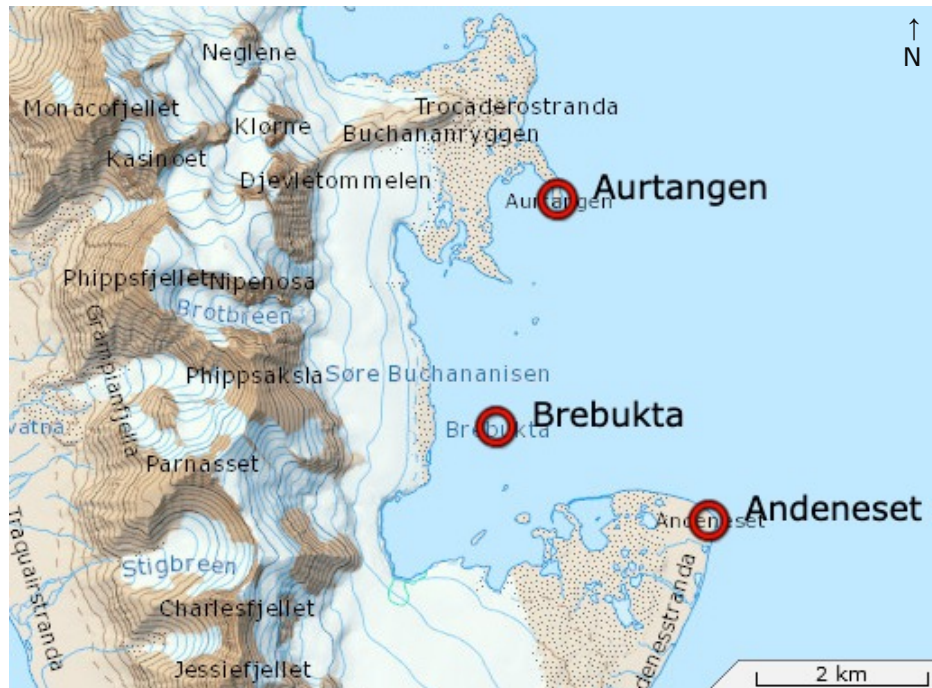 ↑
N
Neglene
Monacofjellet
Trocaderostranda
Klorne
Buchananryggen
Kasinoet
Djevletommelen
Aurtangen
Aurtangen
Phippsfjellet
Nipenosa
Brotbreen
Grampianfjella
Phippsaksla
Søre Buchananisen
Brebukta
Brebukta
vatna
Parnasset
Andeneset
Andeneset
Traquairstranda
Stigbreen
Charlesfjellet
denesstranda
Jessiefjellet
2 km